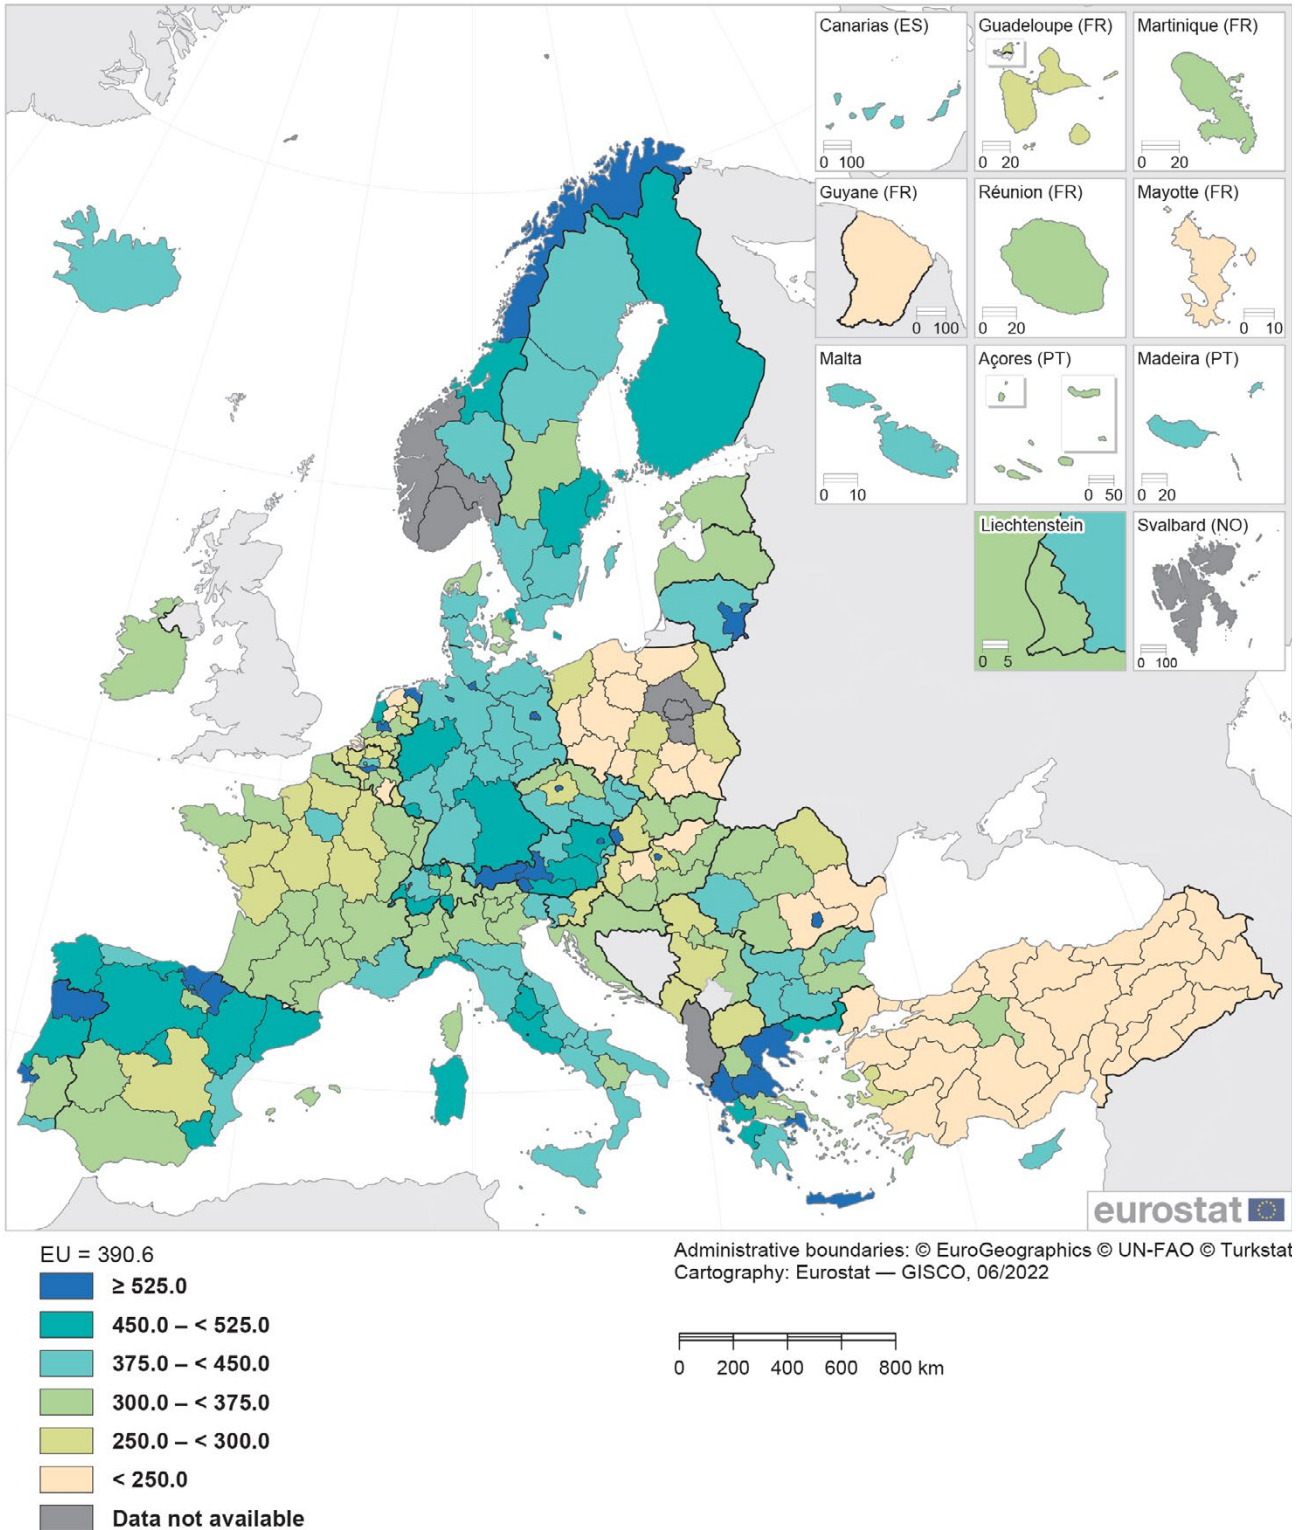 Canarias (ES)
0 100
Guadeloupe (FR)
0 20
Martinique (FR)
0 20
Guyane (FR)
0 100
Réunion (FR)
0 20
Mayotte (FR)
0 10
Malta
0 10
Açores (PT)
0 50
Madeira (PT)
0 20
Liechtenstein
0 5
Svalbard (NO)
0 100
eurostat
EU = 390.6
≥ 525.0
450.0 – < 525.0
375.0 – < 450.0
300.0 – < 375.0
250.0 – < 300.0
< 250.0
Data not available
Administrative boundaries: © EuroGeographics © UN-FAO © Turkstat
Cartography: Eurostat — GISCO, 06/2022
0 200 400 600 800 km